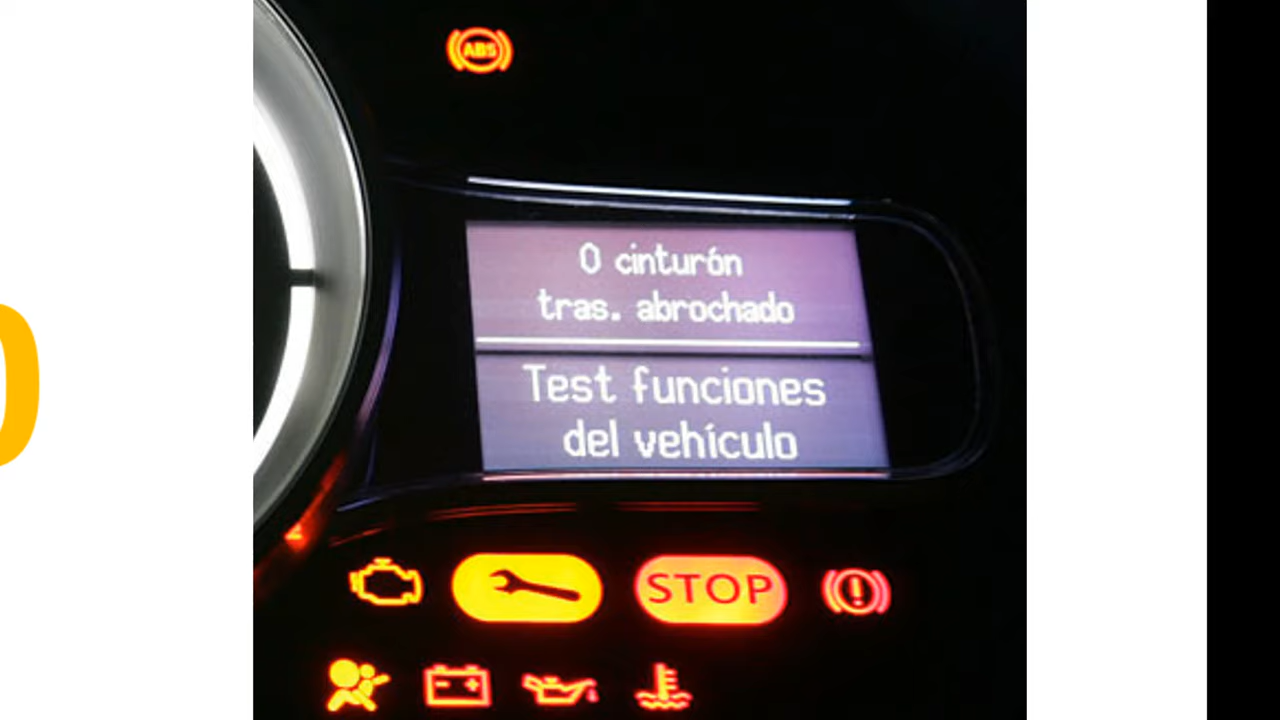 ABS
0 cinturón
tras. abrochado
Test funciones
del vehículo
STOP